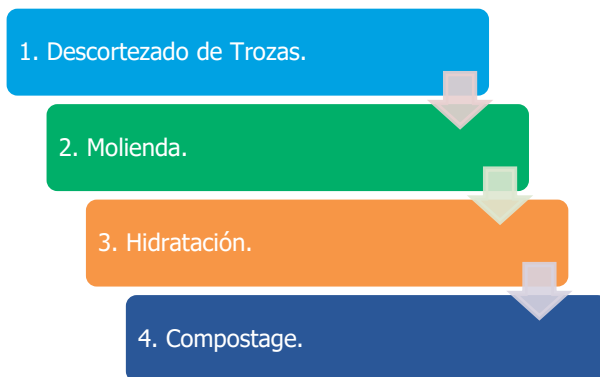 1. Descortezado de Trozas.
2. Molienda.
3. Hidratación.
4. Compostage.